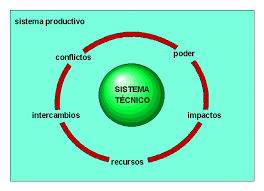 sistema productivo
conflictos
poder
SISTEMA
TÉCNICO
intercambios
impactos
recursos